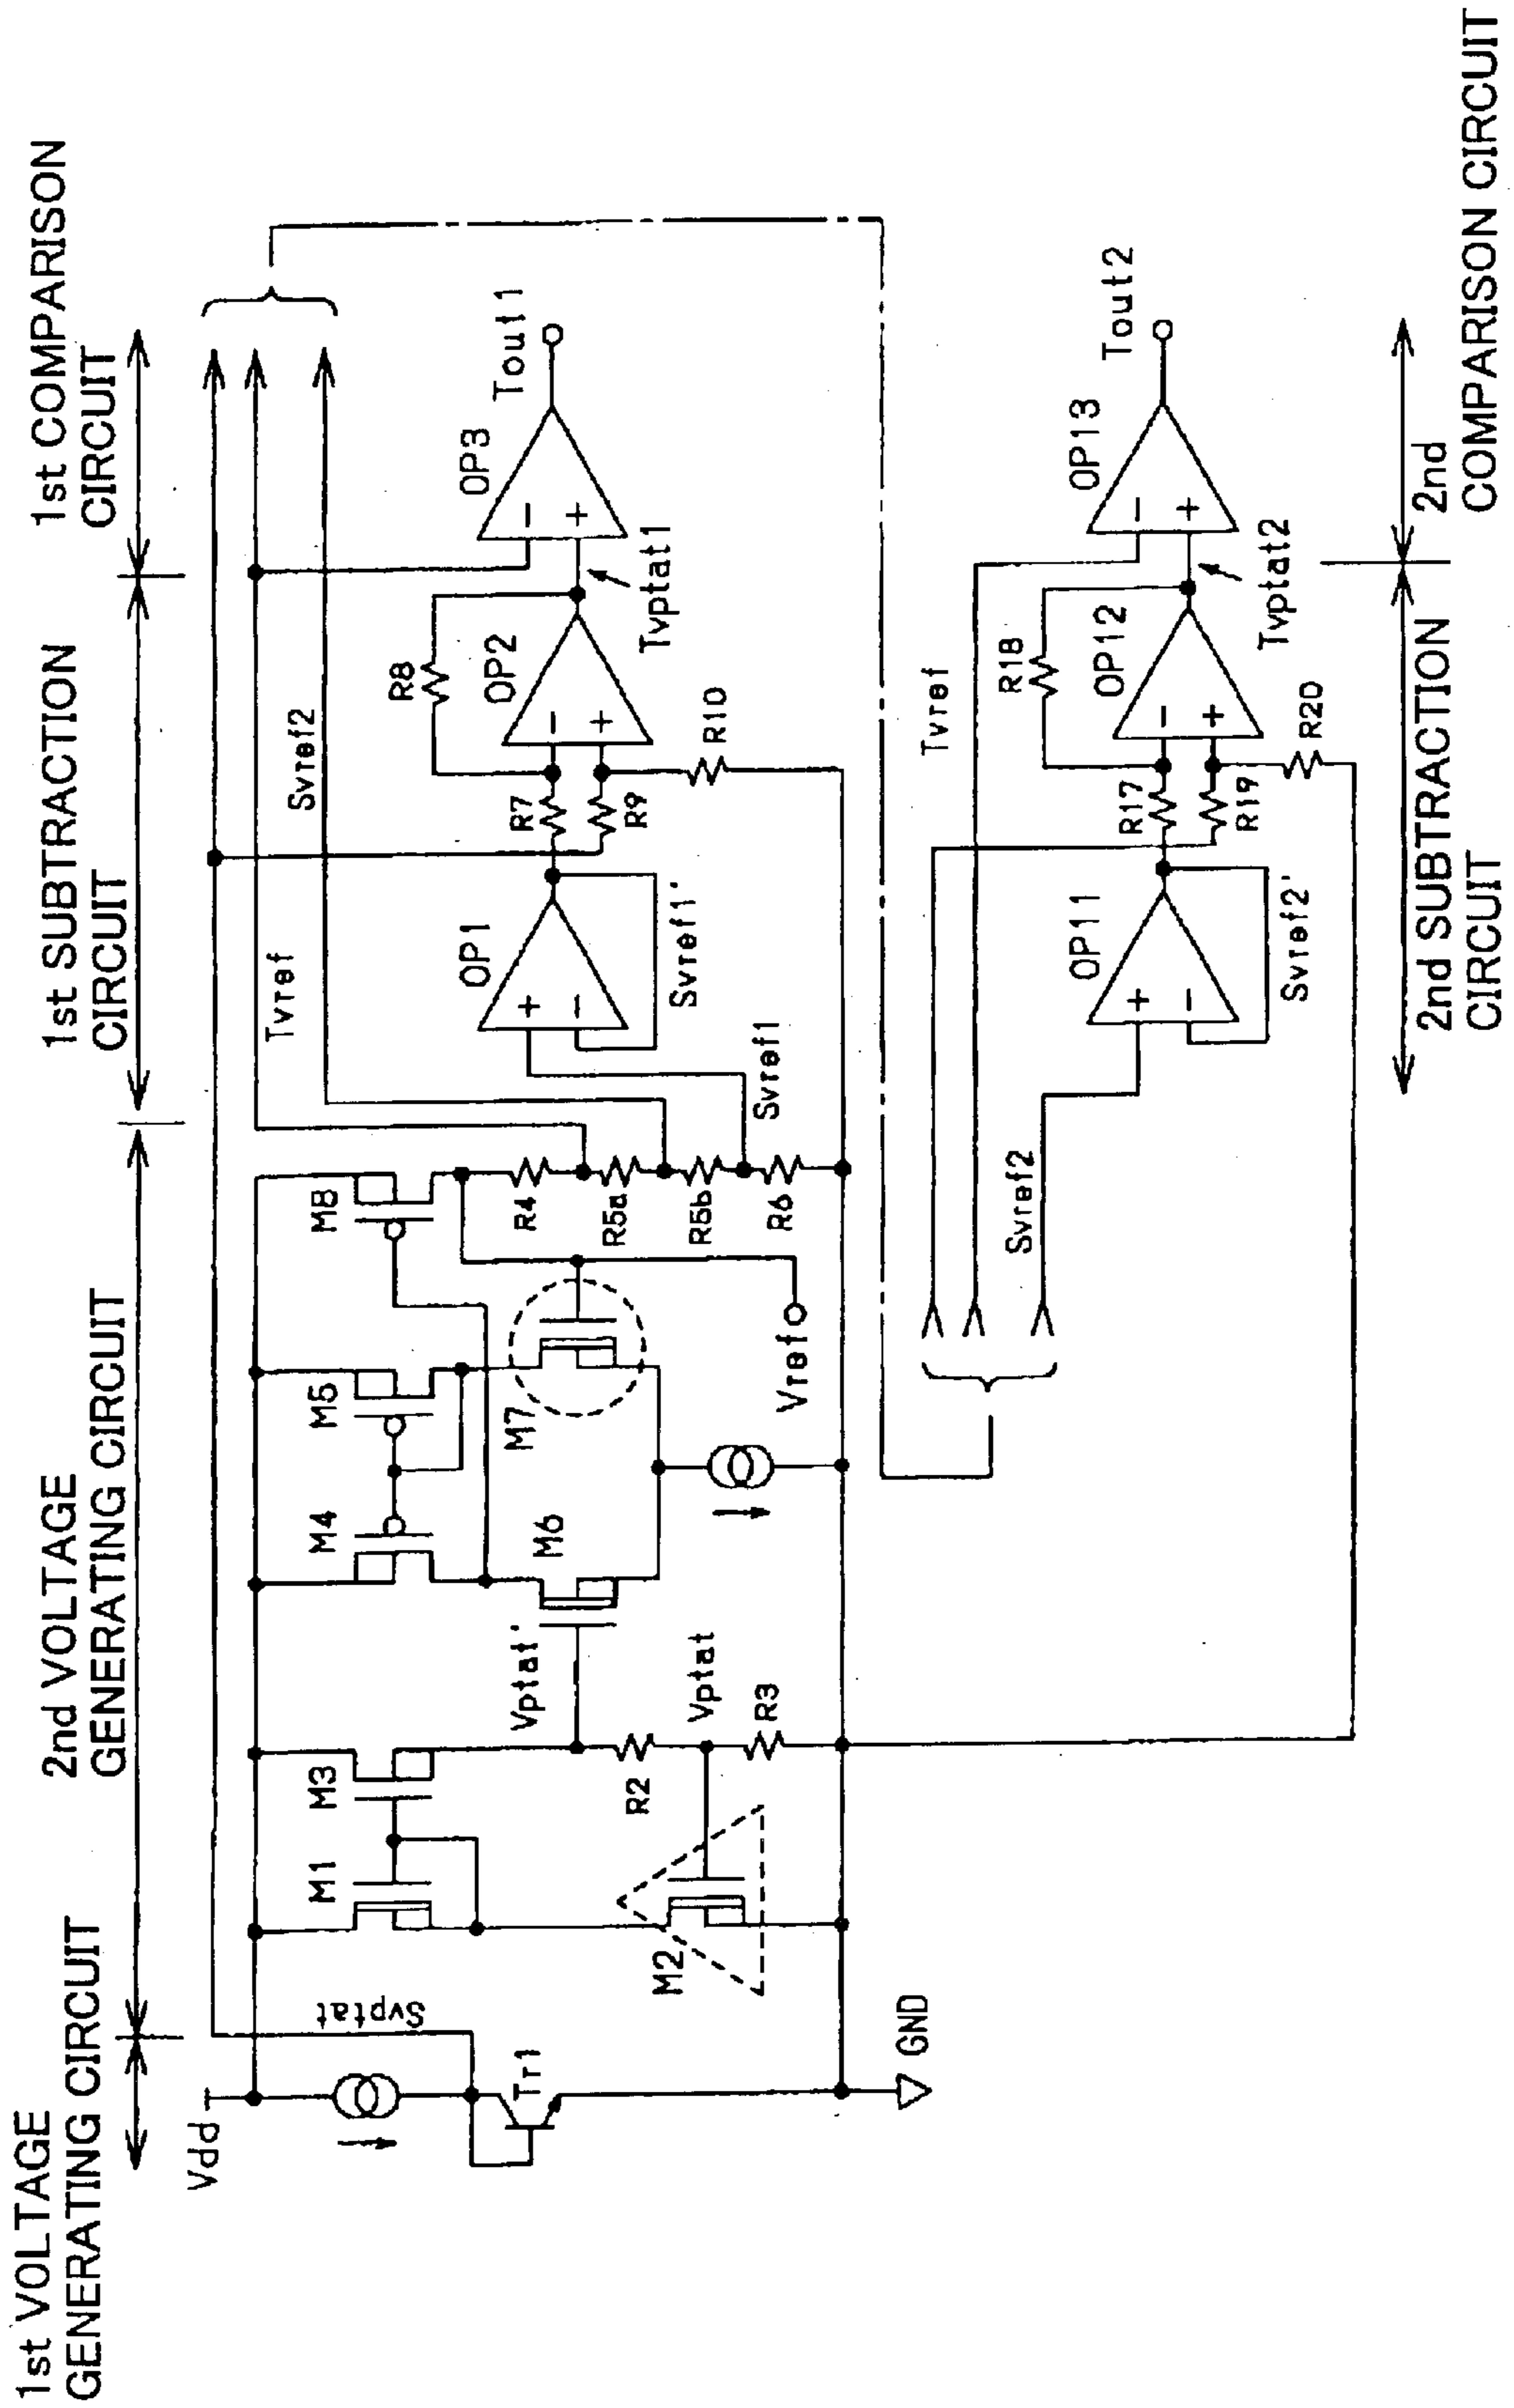 1st VOLTAGE
GENERATING CIRCUIT
2nd VOLTAGE
GENERATING CIRCUIT
1st SUBTRACTION
CIRCUIT
1st COMPARISON
CIRCUIT
Vdd
Svptat
Tr1
GND
M1
M2
M3
R2
Vptat
R3
Vptat'
M4
M5
M6
M7
M8
Vref
R4
R5a
R5b
R6
Tvref
Svref2
Svref1
OP1
+
-
Svref1'
R7
R9
R8
OP2
-
+
R10
Tvptat1
OP3
-
+
Tout1
Svref2
Tvref
OP11
+
-
Svref2'
R17
R19
R18
OP12
-
+
R20
Tvptat2
OP13
-
+
Tout2
2nd SUBTRACTION
CIRCUIT
2nd
COMPARISON CIRCUIT